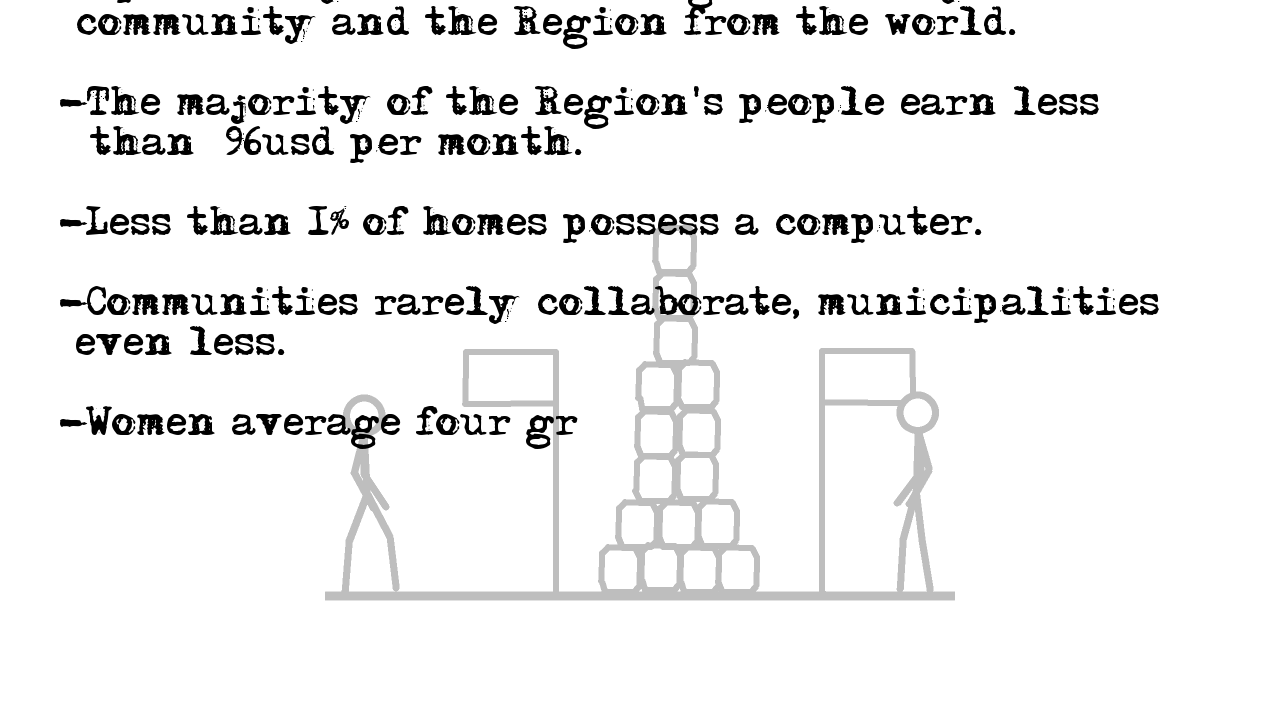 community and the Region from the world.
-The majority of the Region's people earn less
than 96usd per month.
-Less than 1% of homes possess a computer.
-Communities rarely collaborate, municipalities
even less.
-Women average four gr